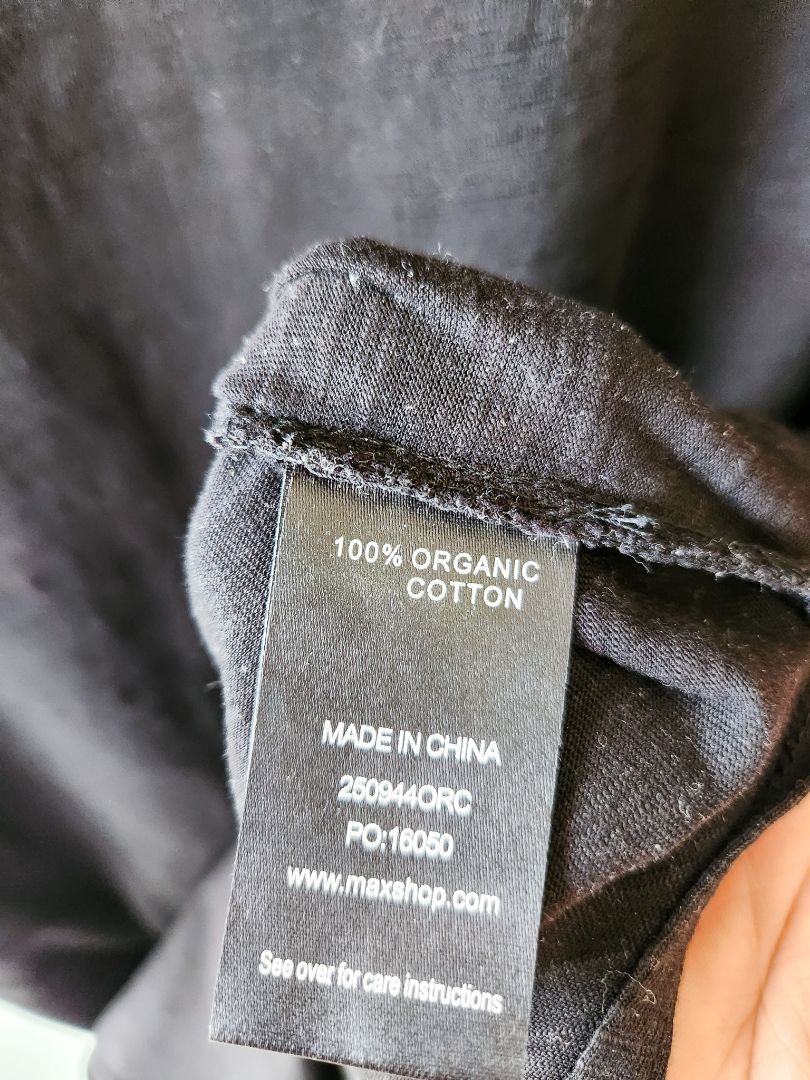 100% ORGANIC
COTTON
MADE IN CHINA
250944ORC
PO:16050
www.maxshop.com
See over for care instructions